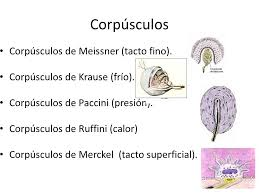 Corpúsculos
• Corpúsculos de Meissner (tacto fino).
• Corpúsculos de Krause (frío).
• Corpúsculos de Paccini (presión).
• Corpúsculos de Ruffini (calor)
• Corpúsculos de Merckel (tacto superficial).